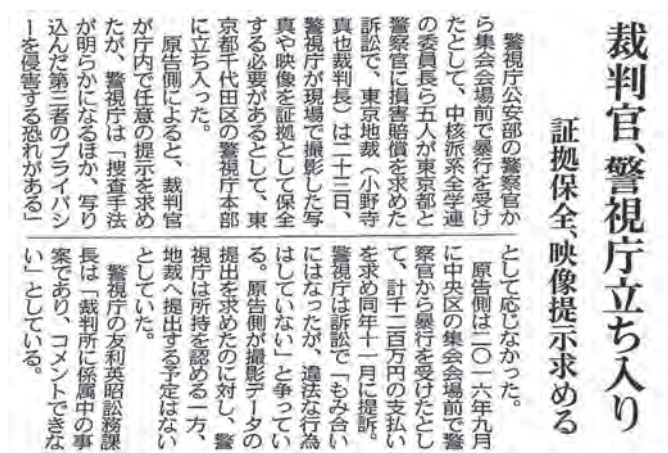 裁判官、警視庁立ち入り
証拠保全、映像提示求める
警視庁公安部の警察官か
ら集会会場前で暴行を受け
たとして、中核派系全学連
の委員長ら五人が東京都と
警察官に損害賠償を求めた
訴訟で、東京地裁（小野寺
真也裁判長）は二十三日、
警視庁が現場で撮影した写
真や映像を証拠として保全
する必要があるとして、東
京都千代田区の警視庁本部
に立ち入った。
原告側によると、裁判官
が庁内で任意の提示を求め
たが、警視庁は「捜査手法
が明らかになるほか、写り
込んだ第三者のプライバシ
ーを侵害する恐れがある」
として応じなかった。
原告側は二〇一六年九月
に中央区の集会会場前で警
察官から暴行を受けたとし
て、計千二百万円の支払い
を求め同年十一月に提訴。
警視庁は訴訟で「もみ合い
にはなったが、違法な行為
はしていない」と争ってい
る。原告側が撮影データの
提出を求めたのに対し、警
視庁は所持を認める一方、
地裁へ提出する予定はない
としていた。
警視庁の友利英昭訟務課
長は「裁判所に係属中の事
案であり、コメントできな
い」としている。